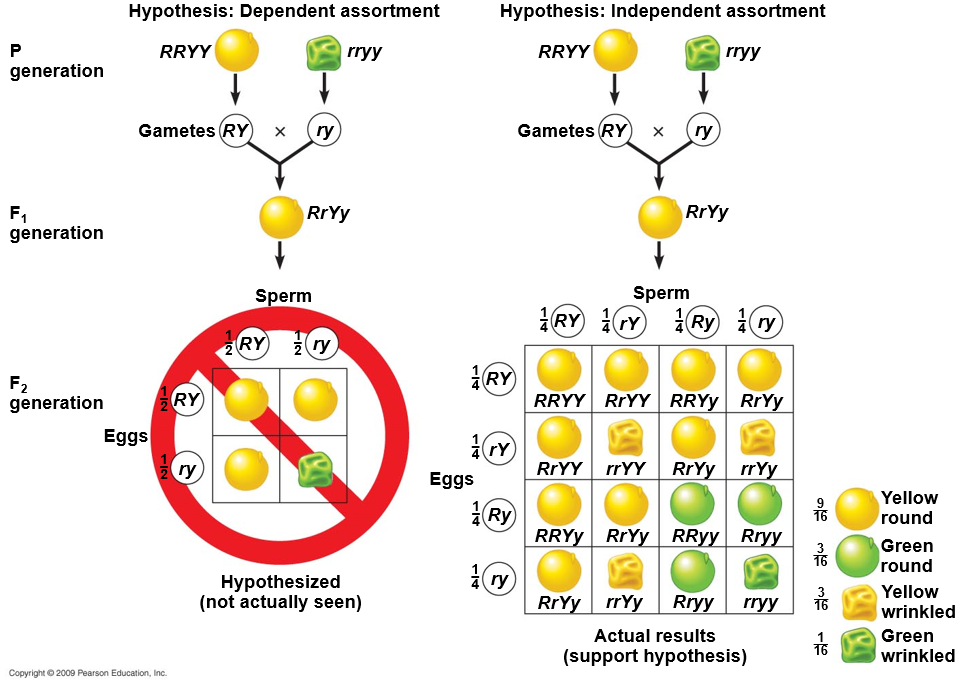 Hypothesis: Dependent assortment
Hypothesis: Independent assortment
P
generation
RRYY
rryy
Gametes RY × ry
F1
generation
RrYy
Sperm
1/2 RY 1/2 ry
F2
generation
Eggs
1/2 RY
1/2 ry
Hypothesized
(not actually seen)
RRYY
rryy
Gametes RY × ry
RrYy
Sperm
1/4 RY 1/4 rY 1/4 Ry 1/4 ry
Eggs
1/4 RY
RRYY RrYY RRYy RrYy
1/4 rY
RrYY rrYY RrYy rrYy
1/4 Ry
RRYy RrYy RRyy Rryy
1/4 ry
RrYy rrYy Rryy rryy
Actual results
(support hypothesis)
9/16 Yellow
round
3/16 Green
round
3/16 Yellow
wrinkled
1/16 Green
wrinkled
Copyright © 2009 Pearson Education, Inc.